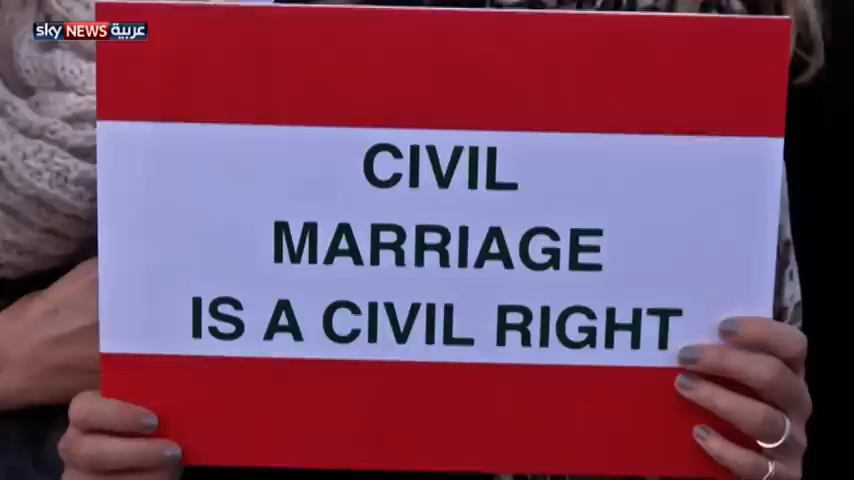 sky NEWS عربية
CIVIL
MARRIAGE
IS A CIVIL RIGHT